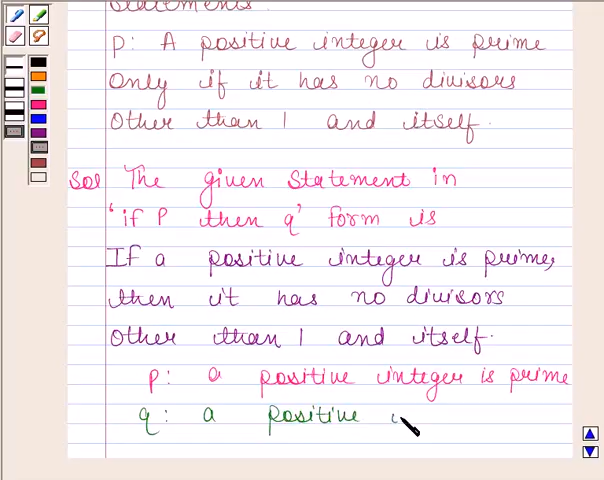 statements.
p: A positive integer is prime
Only if it has no divisors
Other than 1 and itself.
Sol The given Statement in
'if P then q' form is
If a positive integer is prime,
then it has no divisors
Other than 1 and itself.
p: a positive integer is prime
q: a positive i